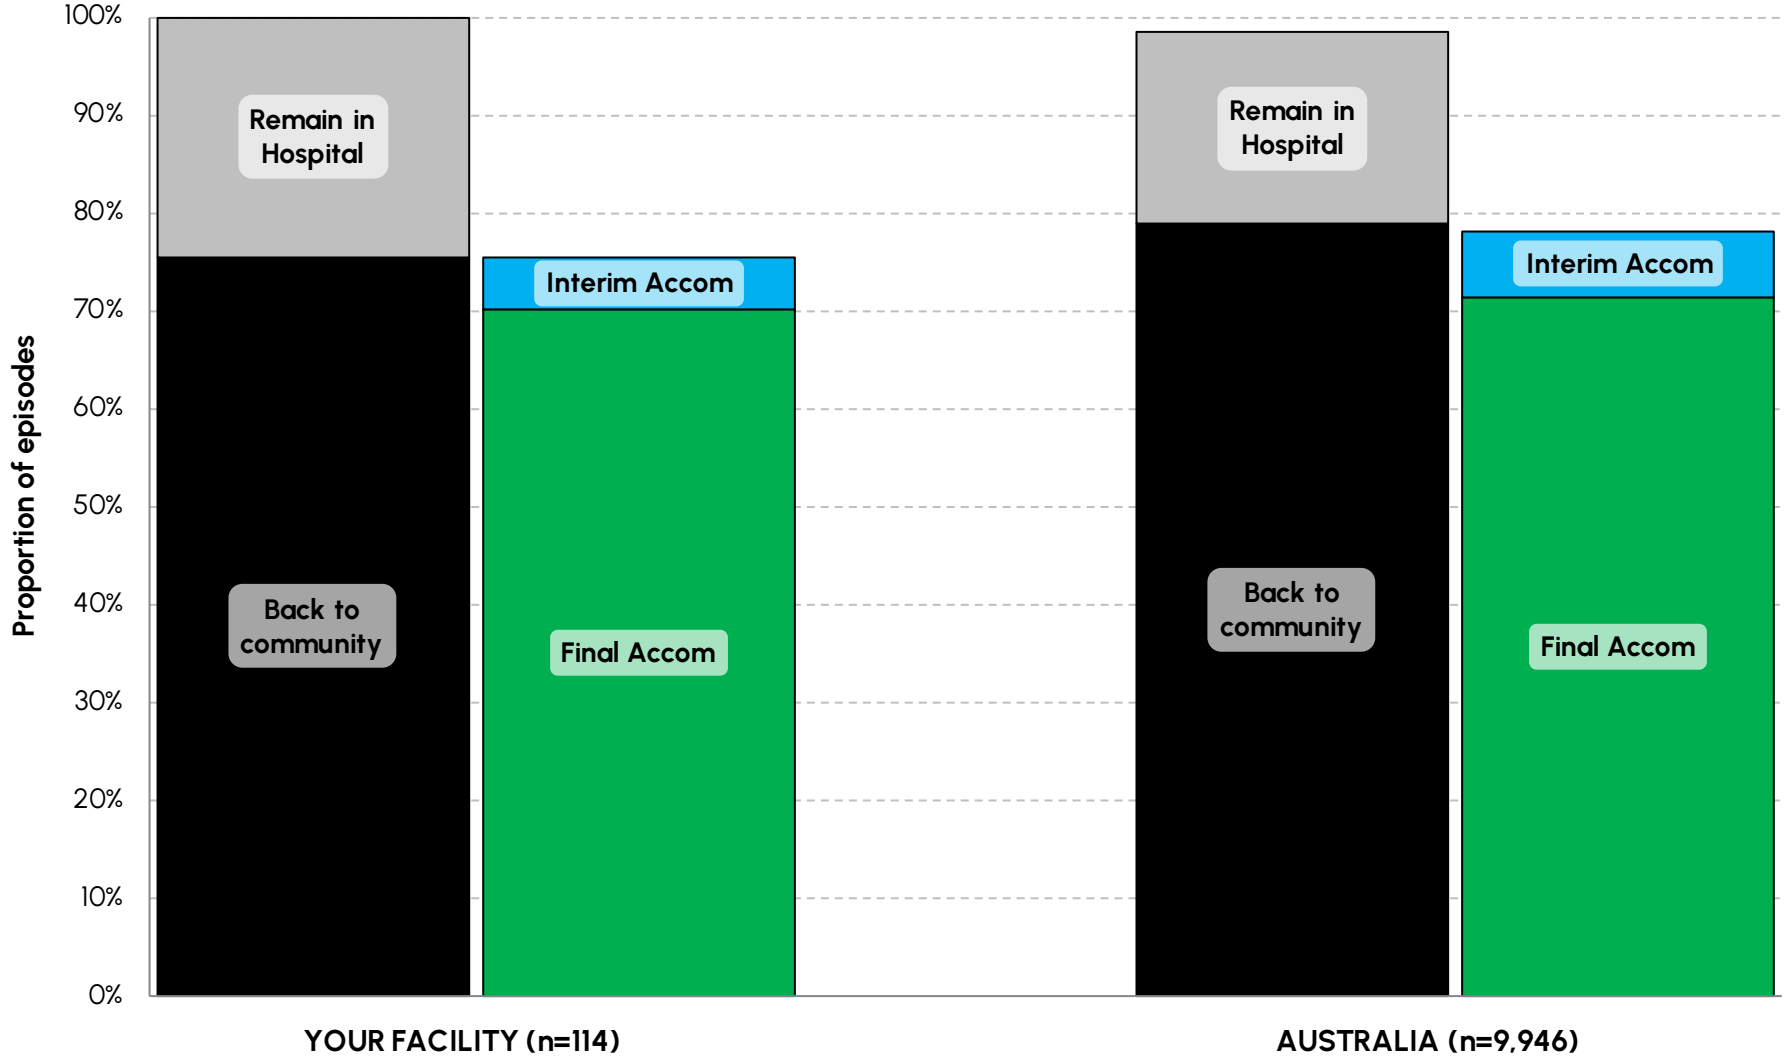 100%
90%
80%
70%
60%
50%
40%
30%
20%
10%
0%
Proportion of episodes
Remain in
Hospital
Back to
community
Interim Accom
Final Accom
Remain in
Hospital
Back to
community
Interim Accom
Final Accom
YOUR FACILITY (n=114)
AUSTRALIA (n=9,946)